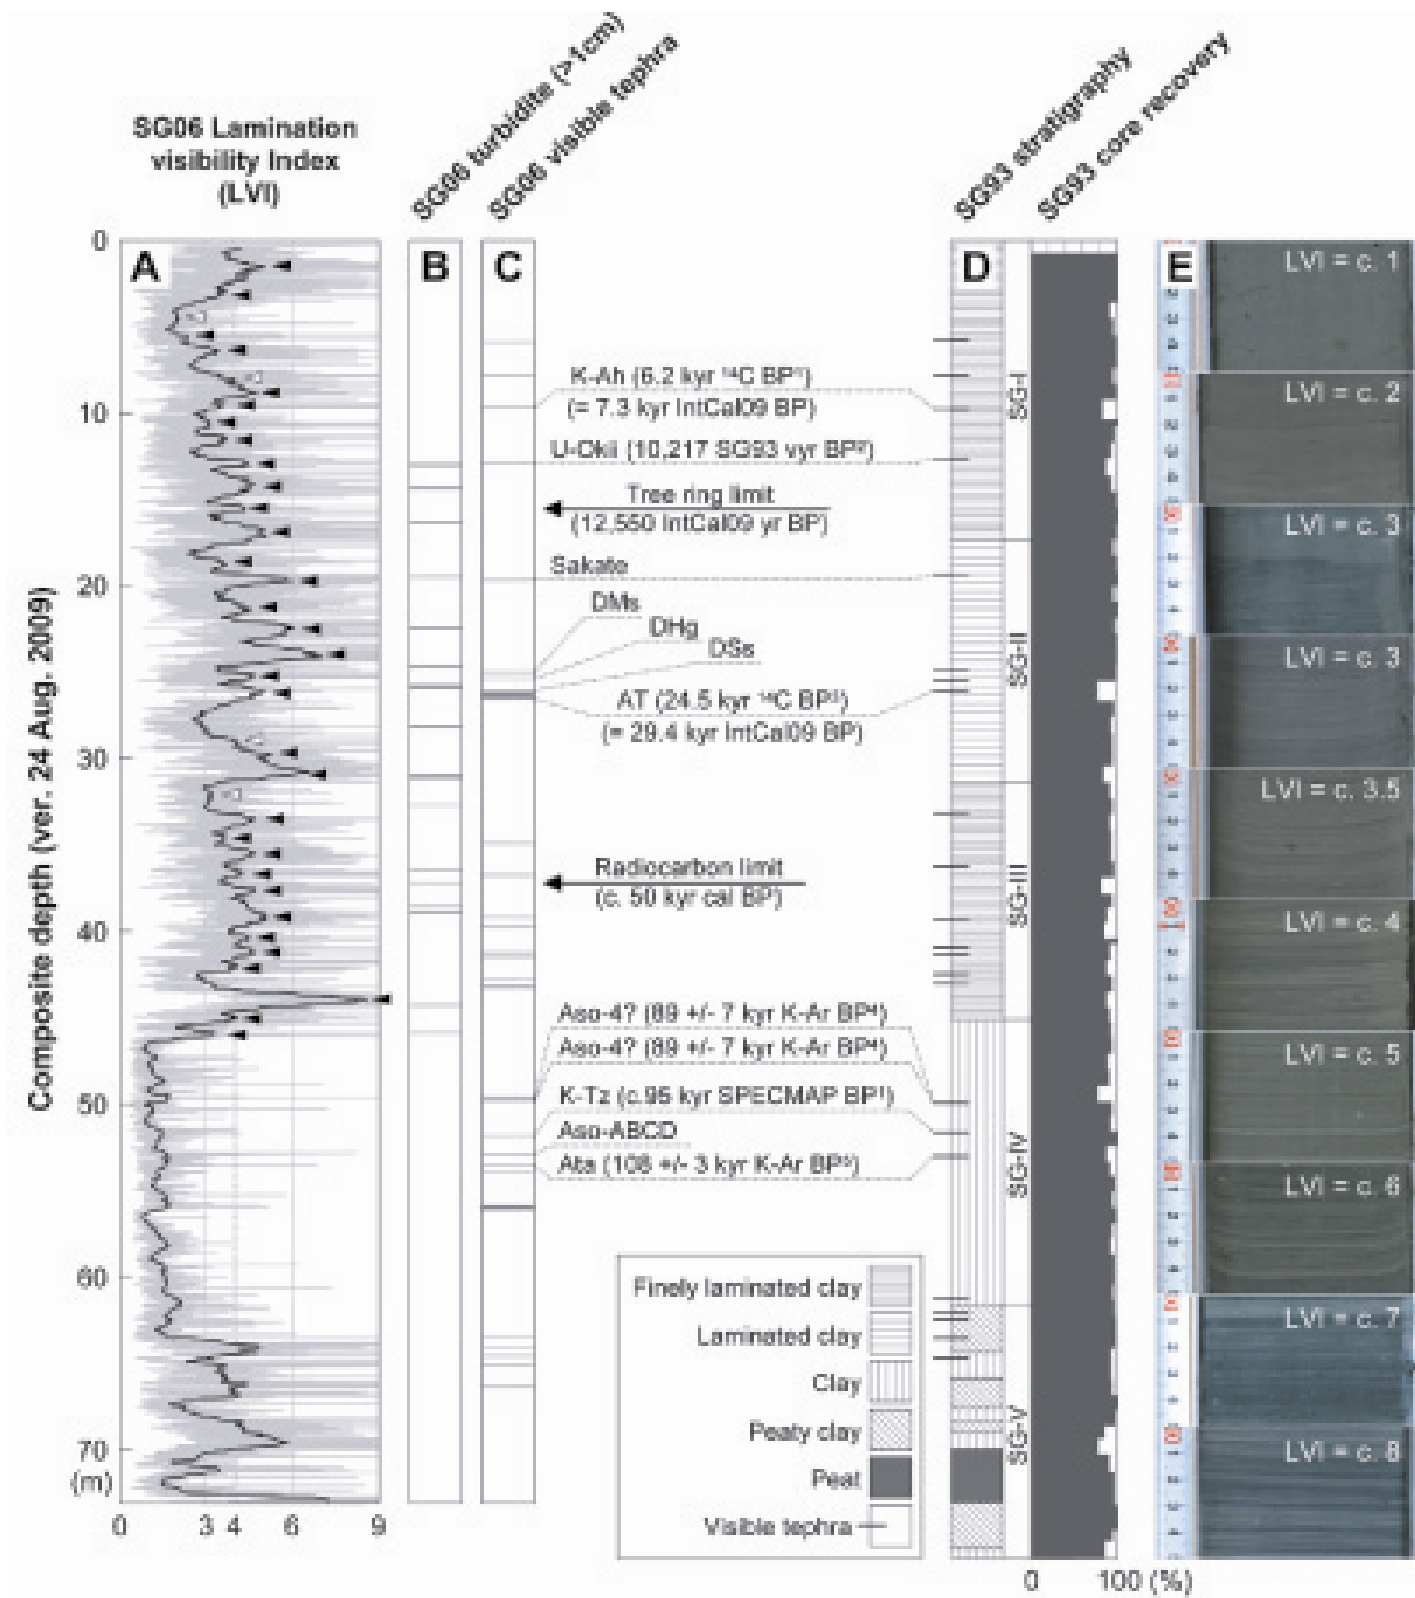 SG06 Lamination
visibility Index
(LVI)
SG06 turbidite (>1cm)
SG06 visible tephra
SG93 stratigraphy
SG93 core recovery
Composite depth (ver. 24 Aug. 2009)
0
10
20
30
40
50
60
70
(m)
A
B
C
D
E
0 3 4 6 9
K-Ah (6.2 kyr ¹⁴C BP¹)
(= 7.3 kyr IntCal09 BP)
U-Oki (10,217 SG93 vyr BP²)
Tree ring limit
(12,550 IntCal09 yr BP)
Sakate
DMs
DHg
DSs
AT (24.5 kyr ¹⁴C BP³)
(= 29.4 kyr IntCal09 BP)
Radiocarbon limit
(c. 50 kyr cal BP)
Aso-4? (89 +/- 7 kyr K-Ar BP⁴)
Aso-4? (89 +/- 7 kyr K-Ar BP⁴)
K-Tz (c.95 kyr SPECMAP BP¹)
Aso-ABCD
Ata (108 +/- 3 kyr K-Ar BP⁵)
Finely laminated clay
Laminated clay
Clay
Peaty clay
Peat
Visible tephra
SG-I
SG-II
SG-III
SG-IV
SG-V
0 100 (%)
LVI = c. 1
LVI = c. 2
LVI = c. 3
LVI = c. 3
LVI = c. 3.5
LVI = c. 4
LVI = c. 5
LVI = c. 6
LVI = c. 7
LVI = c. 8